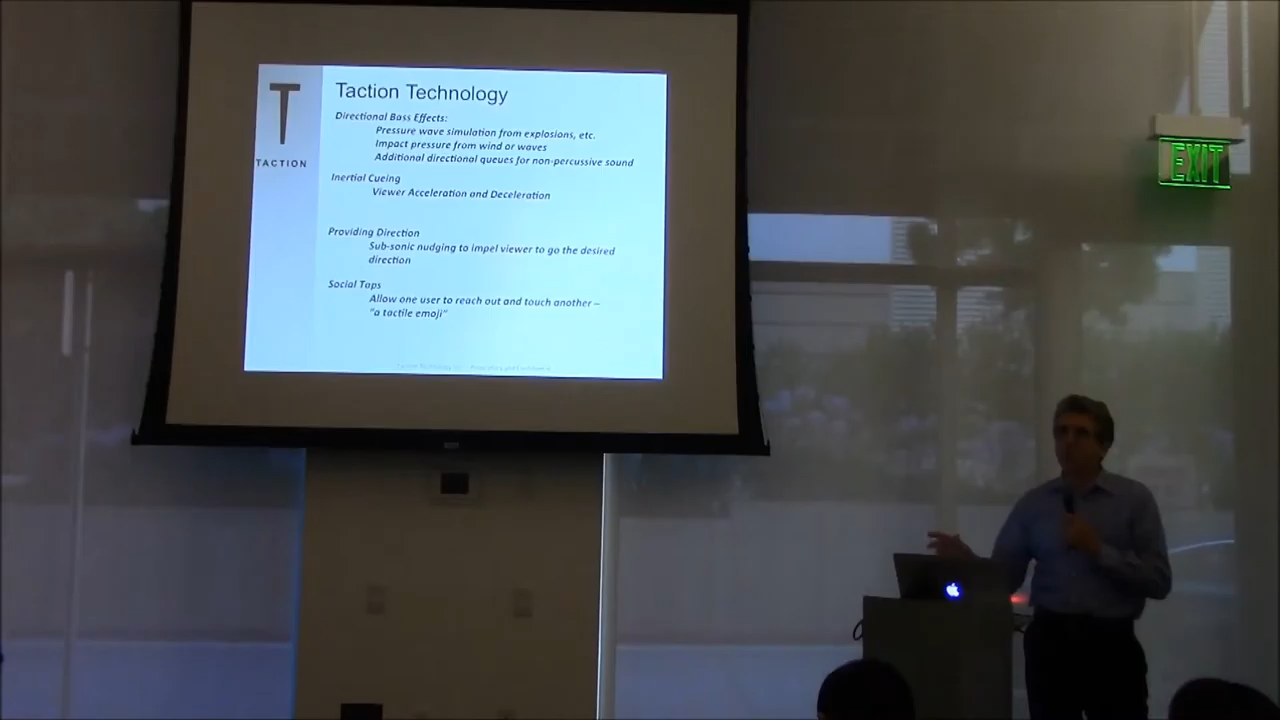 Taction Technology
TACTION
Directional Bass Effects:
Pressure wave simulation from explosions, etc.
Impact pressure from wind or waves
Additional directional queues for non-percussive sound
Inertial Cueing
Viewer Acceleration and Deceleration
Providing Direction
Sub-sonic nudging to impel viewer to go the desired
direction
Social Taps
Allow one user to reach out and touch another –
"a tactile emoji"
Taction Technology
EXIT